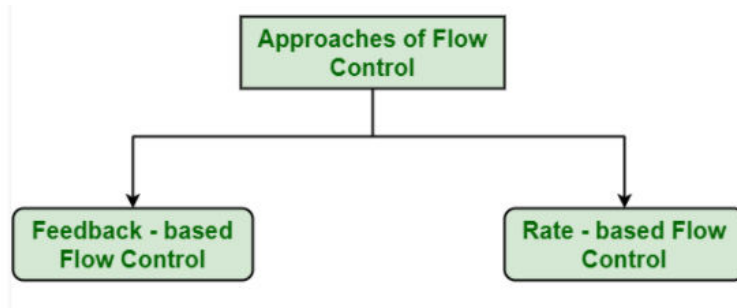 Approaches of Flow
Control
Feedback - based
Flow Control
Rate - based Flow
Control